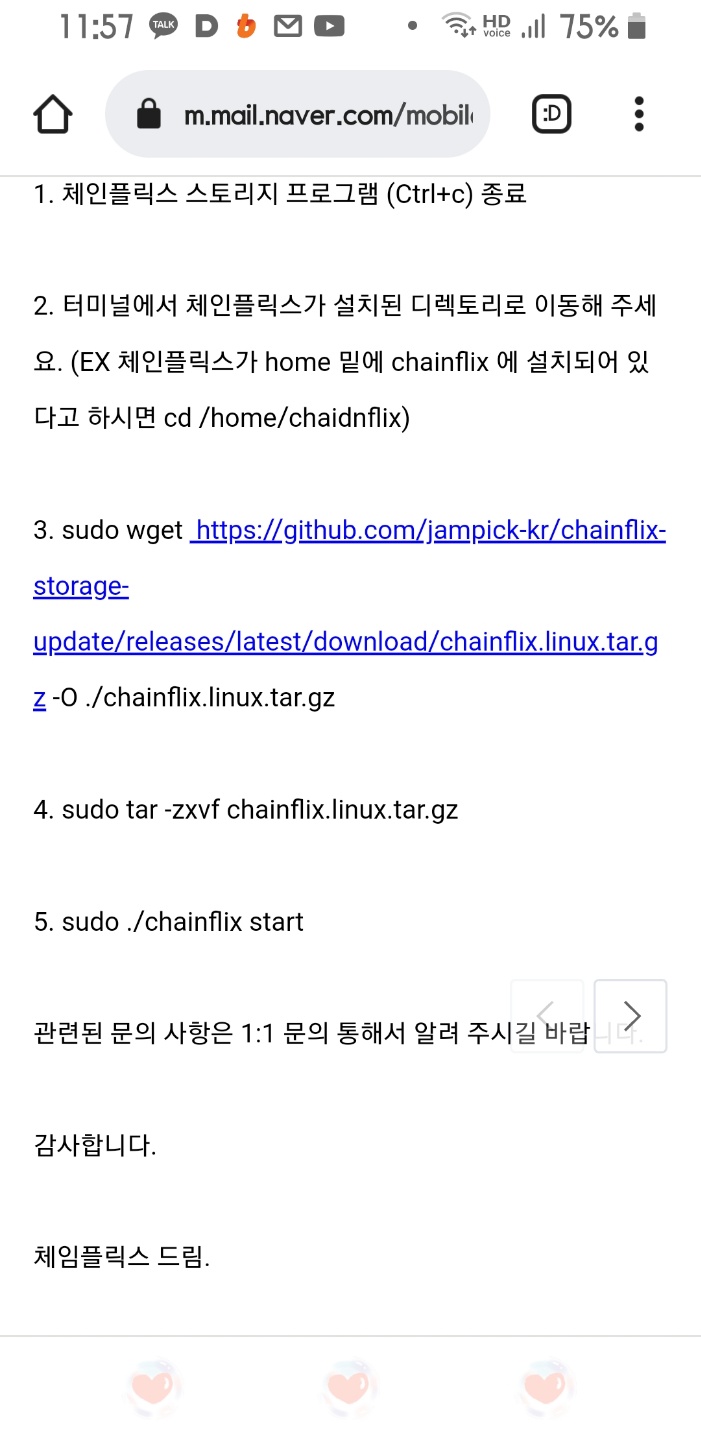 11:57 TALK D b HD voice 75%
m.mail.naver.com/mobil
:D
1. 체인플릭스 스토리지 프로그램 (Ctrl+c) 종료
2. 터미널에서 체인플릭스가 설치된 디렉토리로 이동해 주세
요. (EX 체인플릭스가 home 밑에 chainflix 에 설치되어 있
다고 하시면 cd /home/chaidnflix)
3. sudo wget https://github.com/jampick-kr/chainflix-
storage-
update/releases/latest/download/chainflix.linux.tar.g
z -O ./chainflix.linux.tar.gz
4. sudo tar -zxvf chainflix.linux.tar.gz
5. sudo ./chainflix start
관련된 문의 사항은 1:1 문의 통해서 알려 주시길 바랍니다.
감사합니다.
체임플릭스 드림.